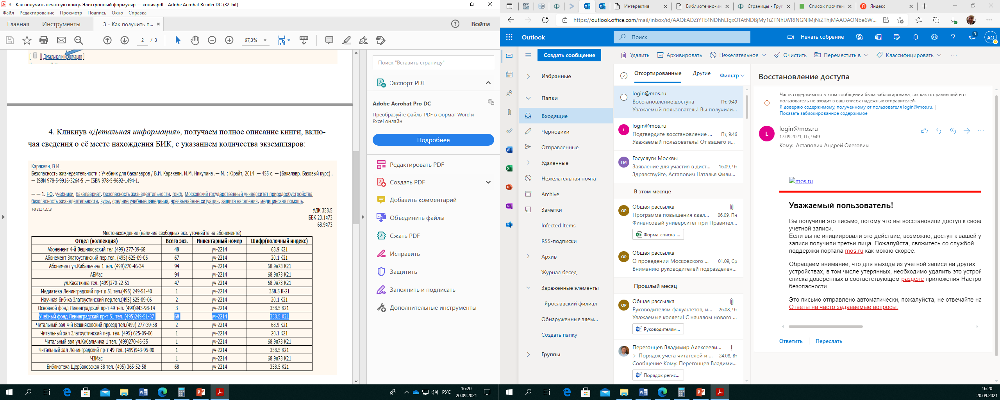 3 - Как получить печатную книгу. Электронный формуляр — копия.pdf - Adobe Acrobat Reader DC (32-bit)
Файл Редактирование Просмотр Подпись Окно Справка
Главная Инструменты 3 - Как получить п... × Войти
2 / 3 97,3%
[ ][ Детальная информация ]
4. Кликнув «Детальная информация», получаем полное описание книги, вклю-
чая сведения о её месте нахождения БИК, с указанием количества экземпляров:
Каракеян, В.И.
Безопасность жизнедеятельности : Учебник для бакалавров / В.И. Каракеян, И.М. Никулина .— М. : Юрайт, 2014 .— 455 с. — (Бакалавр. Базовый курс) .
— ISBN 978-5-9916-3264-5 .— ISBN 978-5-9692-1494-1.
— — 1. РФ, учебники, бакалавриат, безопасность жизнедеятельности, гриф, Московский государственный университет природообустройства,
безопасность жизнедеятельности, вузы, средние учебные заведения, чрезвычайные ситуации, защита населения, медицинская помощь.
FU 31.07.2018
УДК 358.5
ББК 20.1я73
68.9я73
Местонахождение (наличие свободных экз. уточняйте на абонементе)
Отдел (коллекция) Всего экз. Инвентарный номер Шифр(полочный индекс)
Абонемент 4-й Вешняковский тел.(499) 277-39-68 48 уч-2214 68.9 К21
Абонемент Златоустинский пер.тел. (495) 625-09-06 67 уч-2214 20.1 К21
Абонемент ул.Кибальчича 1 тел. (499)270-46-34 94 уч-2214 68.9я73 К21
АБМас 94 уч-2214 68.9я73 К21
ул.Касаткина тел. (499)270-22-51 47 уч-2214 68.9я73 К21
Медиатека Ленинградский пр-т д.51 тел.(495) 249-51-40 1 уч-2214 358.5 К-21
Научная биб-ка Златоустинский пер.тел.(495) 625-09-06 2 уч-2214 20.1 К21
Основной фонд Ленинградский пр-т 49 тел. (499)943-98-14 3 уч-2214 358.5 К21
Учебный фонд Ленинградский пр-т 51 тел. (495)249-51-37 68 уч-2214 358.5 К21
Читальный зал 4-й Вешняковский проезд тел.(499) 277-39-58 2 уч-2214 68.9 К21
Читальный зал Златоустинский пер. тел. (495) 625-09-06 1 уч-2214 20.1 К21
Читальный зал ул.Кибальчича 1 тел. (499)270-46-35 1 уч-2214 68.9я73 К21
Читальный зал Ленинградский пр-т 49 тел. (499)943-95-90 1 уч-2214 358.5 К21
ЧЗМас 1 уч-2214 68.9я73 К21
Библиотека Щербаковская 38 тел. (495) 365-52-58 68 уч-2214 358.5 К21
Поиск "Вставить страницу"
Экспорт PDF
Adobe Acrobat Pro DC
Преобразуйте файлы PDF в формат Word и
Excel онлайн
Подробнее
Редактировать PDF
Создать PDF
Добавить комментарий
Объединить файлы
Сжать PDF
Исправить
Защитить
Заполнить и подписать
Дополнительные инструменты
РУС 16:20
20.09.2021
Интерактив Библиотечно-ин Страницы - Груп Список прочтен Яндекс
https://outlook.office.com/mail/inbox/id/AAQkADZiYTE4NDhhLTgxOTAtNDBjMy1iZTNhLWRlNGNlMjNiZThjMAAQAONbe6W...
Outlook Поиск Начать собрание 3 АО
Создать сообщение Удалить Архивировать Нежелательное Очистить Переместить в Классифицировать ...
Избранные
Папки
Входящие
Черновики
Отправленные
Удаленные
Нежелательная почта
Archive
Заметки
Infected Items
RSS-подписки
Архив
Журнал бесед
Зараженные элементы
Ярославский филиал
Обнаруженные элем...
Создать папку
Группы
Отсортированные Другие Фильтр
login@mos.ru
Восстановление доступа Пт, 9:49
Уважаемый пользователь! Вы получили...
L login@mos.ru
Подтвердите восстановление ... Пт, 9:46
Уважаемый пользователь! От вашего и...
ГМ Госуслуги Москвы
Заявление для участия в дист... 16.09, Чт
Здравствуйте, Астапович Наталья Фили...
В этом месяце
ОР Общая рассылка
Программа повышения квал... 06.09, Пн
Финансовый университет при Правител...
Форма_списка_...
ОР Общая рассылка
О проведении Московского ... 01.09, Ср
Вниманию руководителей подразделен...
Прошлый месяц
ОР Общая рассылка
Руководителям факультетов, и... 26.08, Чт
Уважаемые коллеги! С началом нового ...
Руководителям...
Перегонцев Владимир Алексееви... !
Порядок учета читателей и ... 24.08, Вт
Сообщение Кому: Перегонцев Владими...
Порядок регис...
Восстановление доступа
Часть содержимого в этом сообщении была заблокирована, так как отправивший его
пользователь не входит в ваш список надежных отправителей.
Я доверяю содержимому, полученному от пользователя login@mos.ru. |
Показать заблокированное содержимое
L login@mos.ru
17.09.2021, Пт, 9:49
Кому: Астапович Андрей Олегович
mos.ru
Уважаемый пользователь!
Вы получили это письмо, потому что вы восстановили доступ к своей
учетной записи.
Если вы не инициировали это действие, возможно, доступ к вашей у
записи получили третьи лица. Пожалуйста, свяжитесь со службой
поддержки портала mos.ru как можно скорее.
Обращаем внимание, что для выхода из учетной записи на других
устройствах, в том числе утерянных, необходимо удалить это устрой
списка доверенных в соответствующем разделе приложения Настро
безопасности.
Это письмо отправлено автоматически, пожалуйста, не отвечайте на
Ответы на часто задаваемые вопросы.
Ответить Переслать
16:20
20.09.2021